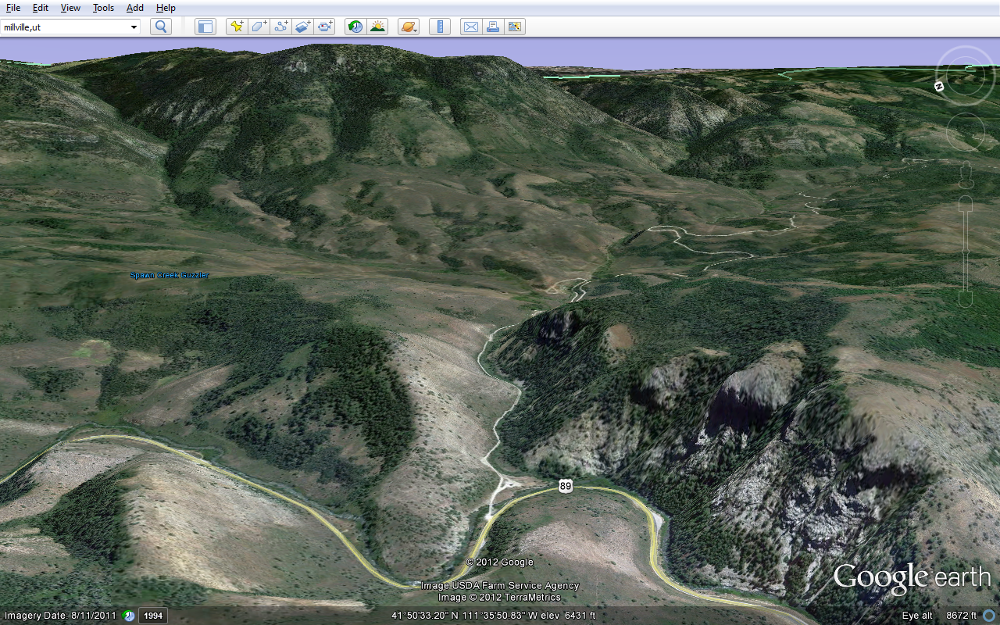 File Edit View Tools Add Help
millville,ut
N
Spawn Creek Guzzler
89
© 2012 Google
Image USDA Farm Service Agency
Image © 2012 TerraMetrics
Google earth
Imagery Date: 8/11/2011 1994 41°50'33.20" N 111°35'50.83" W elev 6431 ft Eye alt 8672 ft